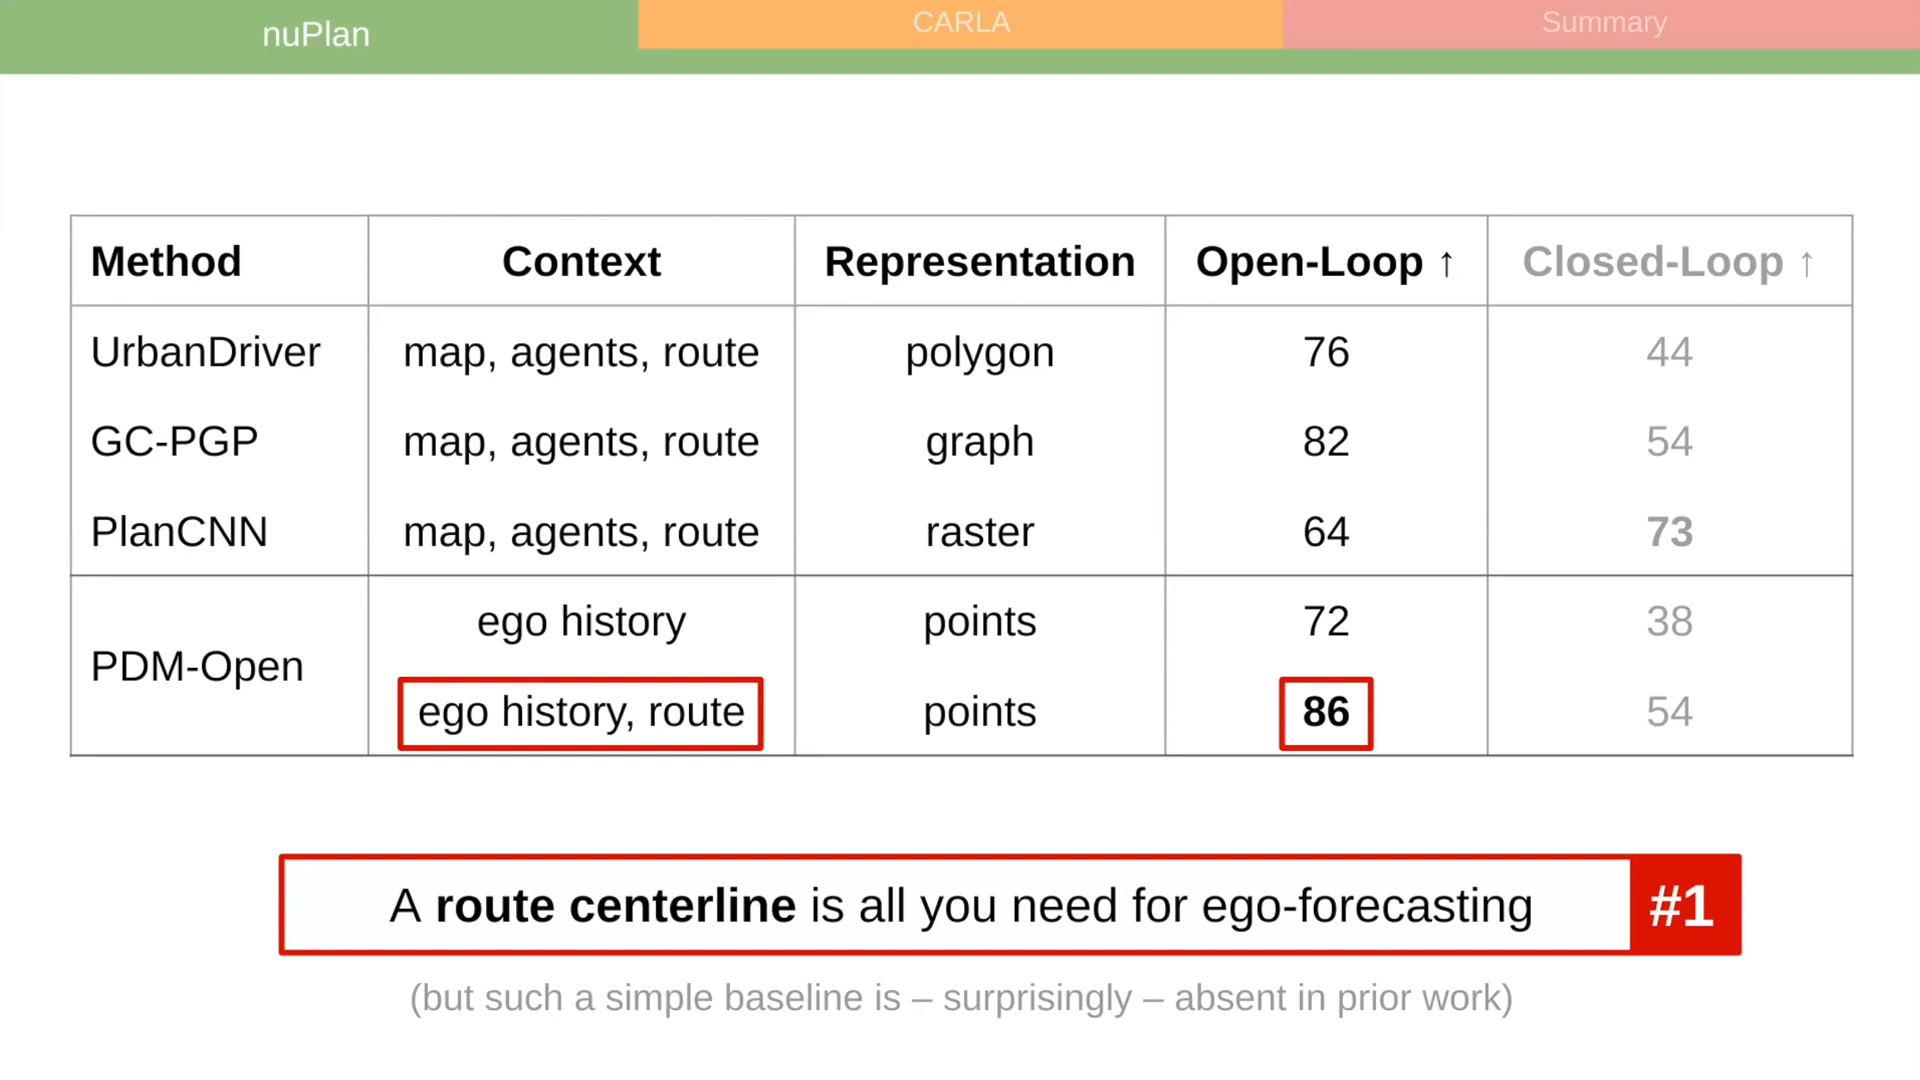 nuPlan CARLA Summary
Method Context Representation Open-Loop ↑ Closed-Loop ↑
UrbanDriver map, agents, route polygon 76 44
GC-PGP map, agents, route graph 82 54
PlanCNN map, agents, route raster 64 73
PDM-Open ego history points 72 38
ego history, route points 86 54
A route centerline is all you need for ego-forecasting #1
(but such a simple baseline is – surprisingly – absent in prior work)